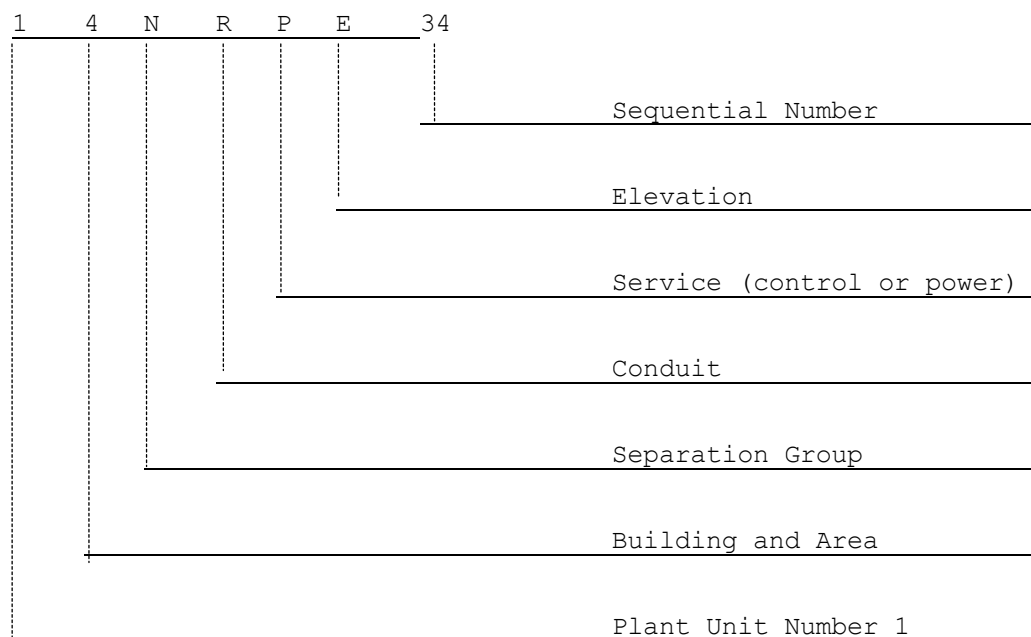 1 4 N R P E 34
Sequential Number
Elevation
Service (control or power)
Conduit
Separation Group
Building and Area
Plant Unit Number 1